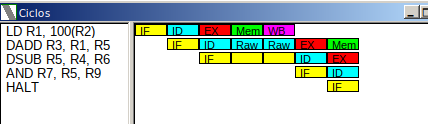 Ciclos
LD R1, 100(R2) IF ID EX Mem WB
DADD R3, R1, R5 IF ID Raw Raw EX Mem
DSUB R5, R4, R6 IF ID EX
AND R7, R5, R9 IF ID
HALT IF